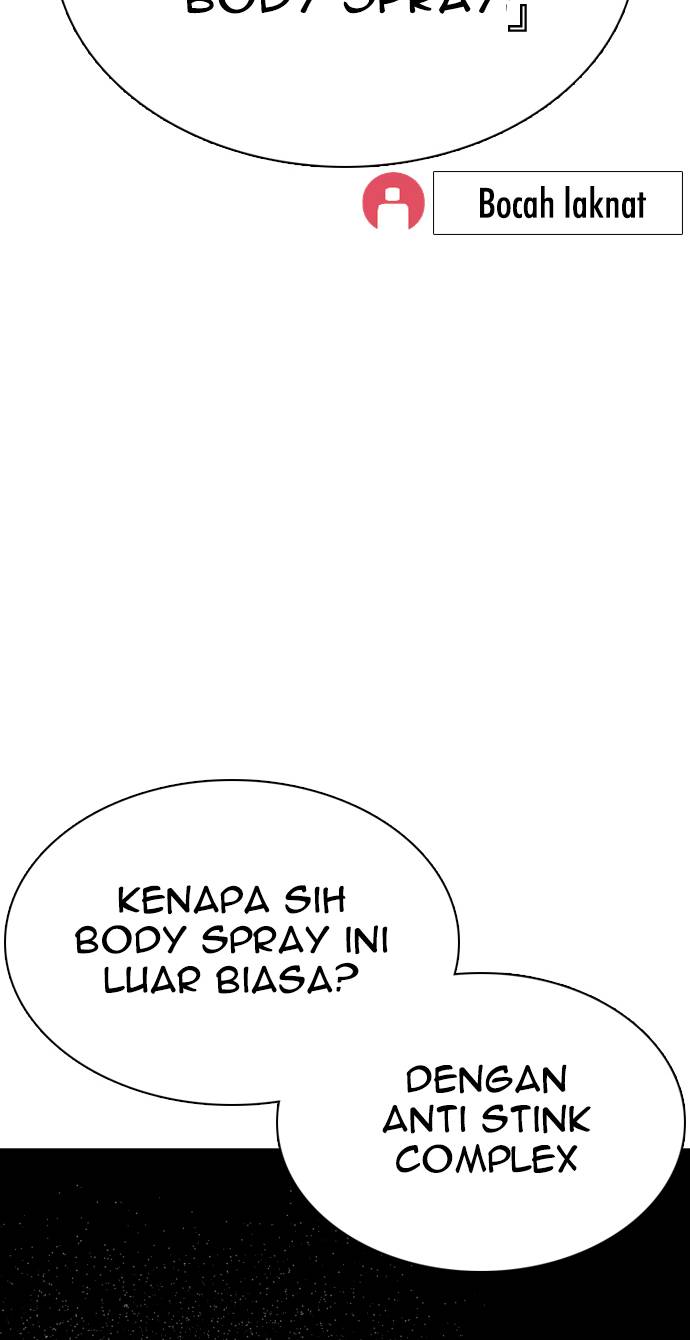 BODY SPRAY』
Bocah laknat
KENAPA SIH
BODY SPRAY INI
LUAR BIASA?
DENGAN
ANTI STINK
COMPLEX